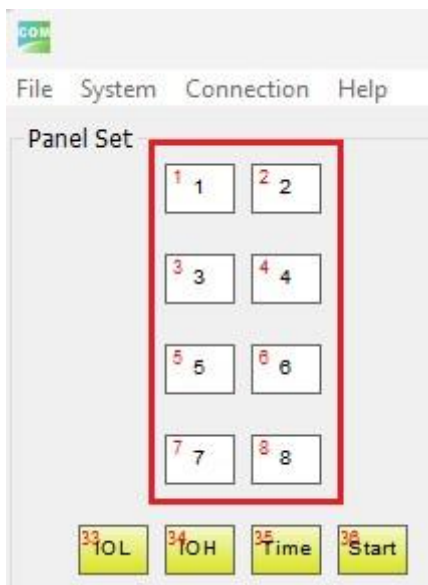 COM
File System Connection Help
Panel Set
1 1 2 2
3 3 4 4
5 5 6 6
7 7 8 8
33 IOL 34 IOH 35 Time 36 Start